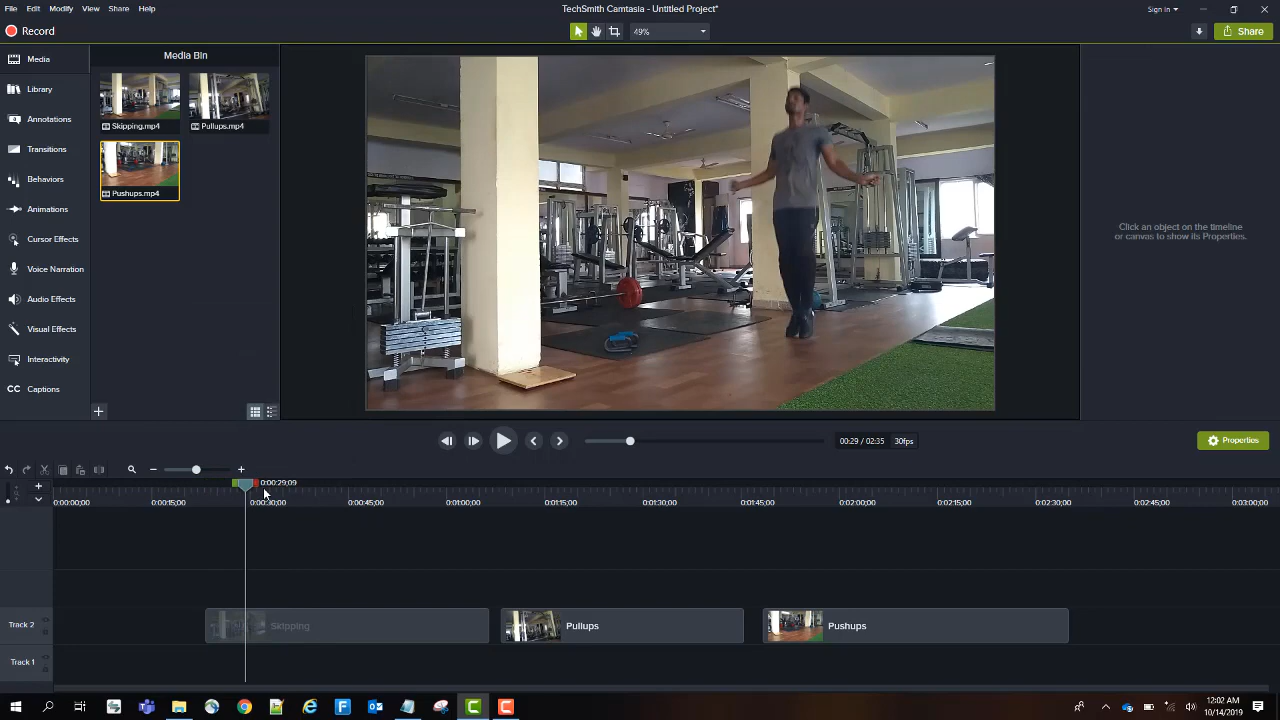 File Edit Modify View Share Help
TechSmith Camtasia - Untitled Project*
Sign in
Record
49%
Share
Media
Media Bin
Library
Annotations
Skipping.mp4
Pullups.mp4
Transitions
Behaviors
Pushups.mp4
Animations
Cursor Effects
Click an object on the timeline
or canvas to show its Properties.
Voice Narration
Audio Effects
Visual Effects
Interactivity
CC Captions
00:29 / 02:35 30fps
Properties
0:00:29;09
0:00:00;00 0:00:15;00 0:00:30;00 0:00:45;00 0:01:00;00 0:01:15;00 0:01:30;00 0:01:45;00 0:02:00;00 0:02:15;00 0:02:30;00 0:02:45;00 0:03:00;00
Track 2
Skipping
Pullups
Pushups
Track 1
12:02 AM
10/14/2019